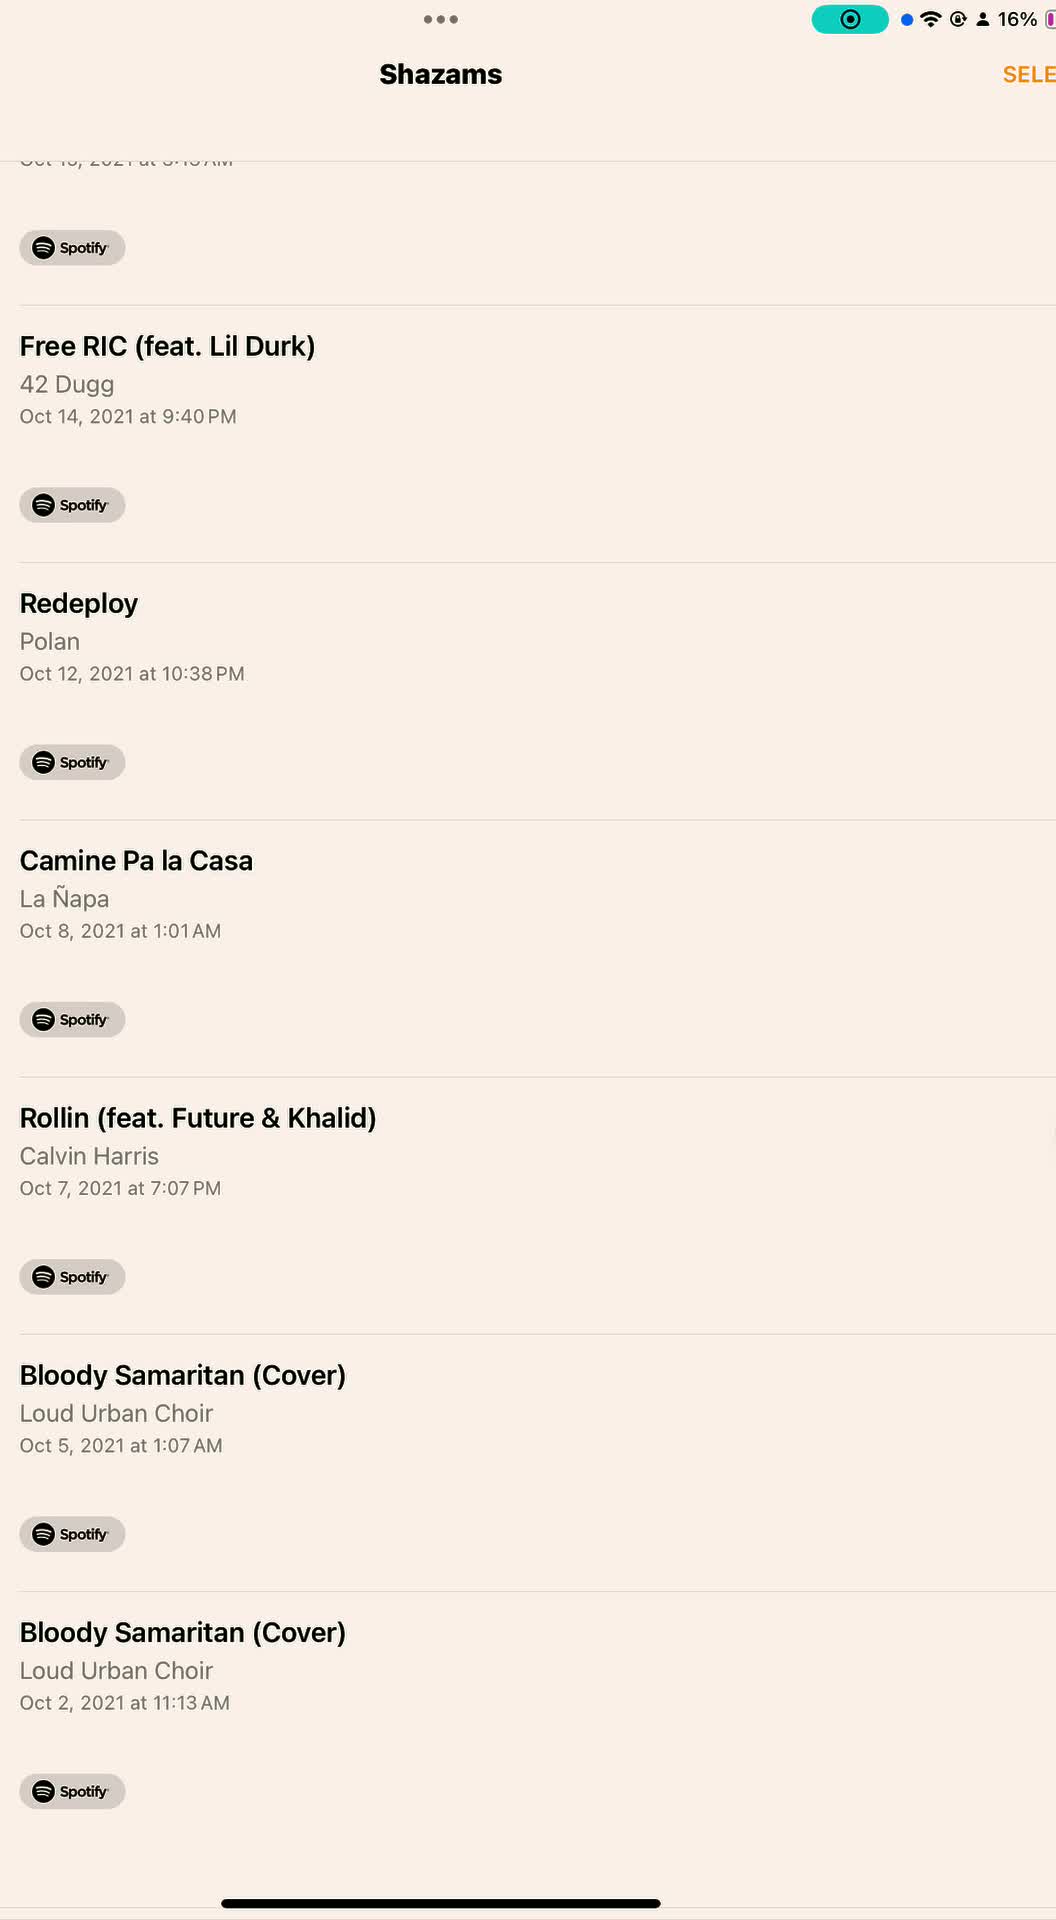 16%
Shazams
SELE
Spotify
Free RIC (feat. Lil Durk)
42 Dugg
Oct 14, 2021 at 9:40 PM
Spotify
Redeploy
Polan
Oct 12, 2021 at 10:38 PM
Spotify
Camine Pa la Casa
La Ñapa
Oct 8, 2021 at 1:01 AM
Spotify
Rollin (feat. Future & Khalid)
Calvin Harris
Oct 7, 2021 at 7:07 PM
Spotify
Bloody Samaritan (Cover)
Loud Urban Choir
Oct 5, 2021 at 1:07 AM
Spotify
Bloody Samaritan (Cover)
Loud Urban Choir
Oct 2, 2021 at 11:13 AM
Spotify